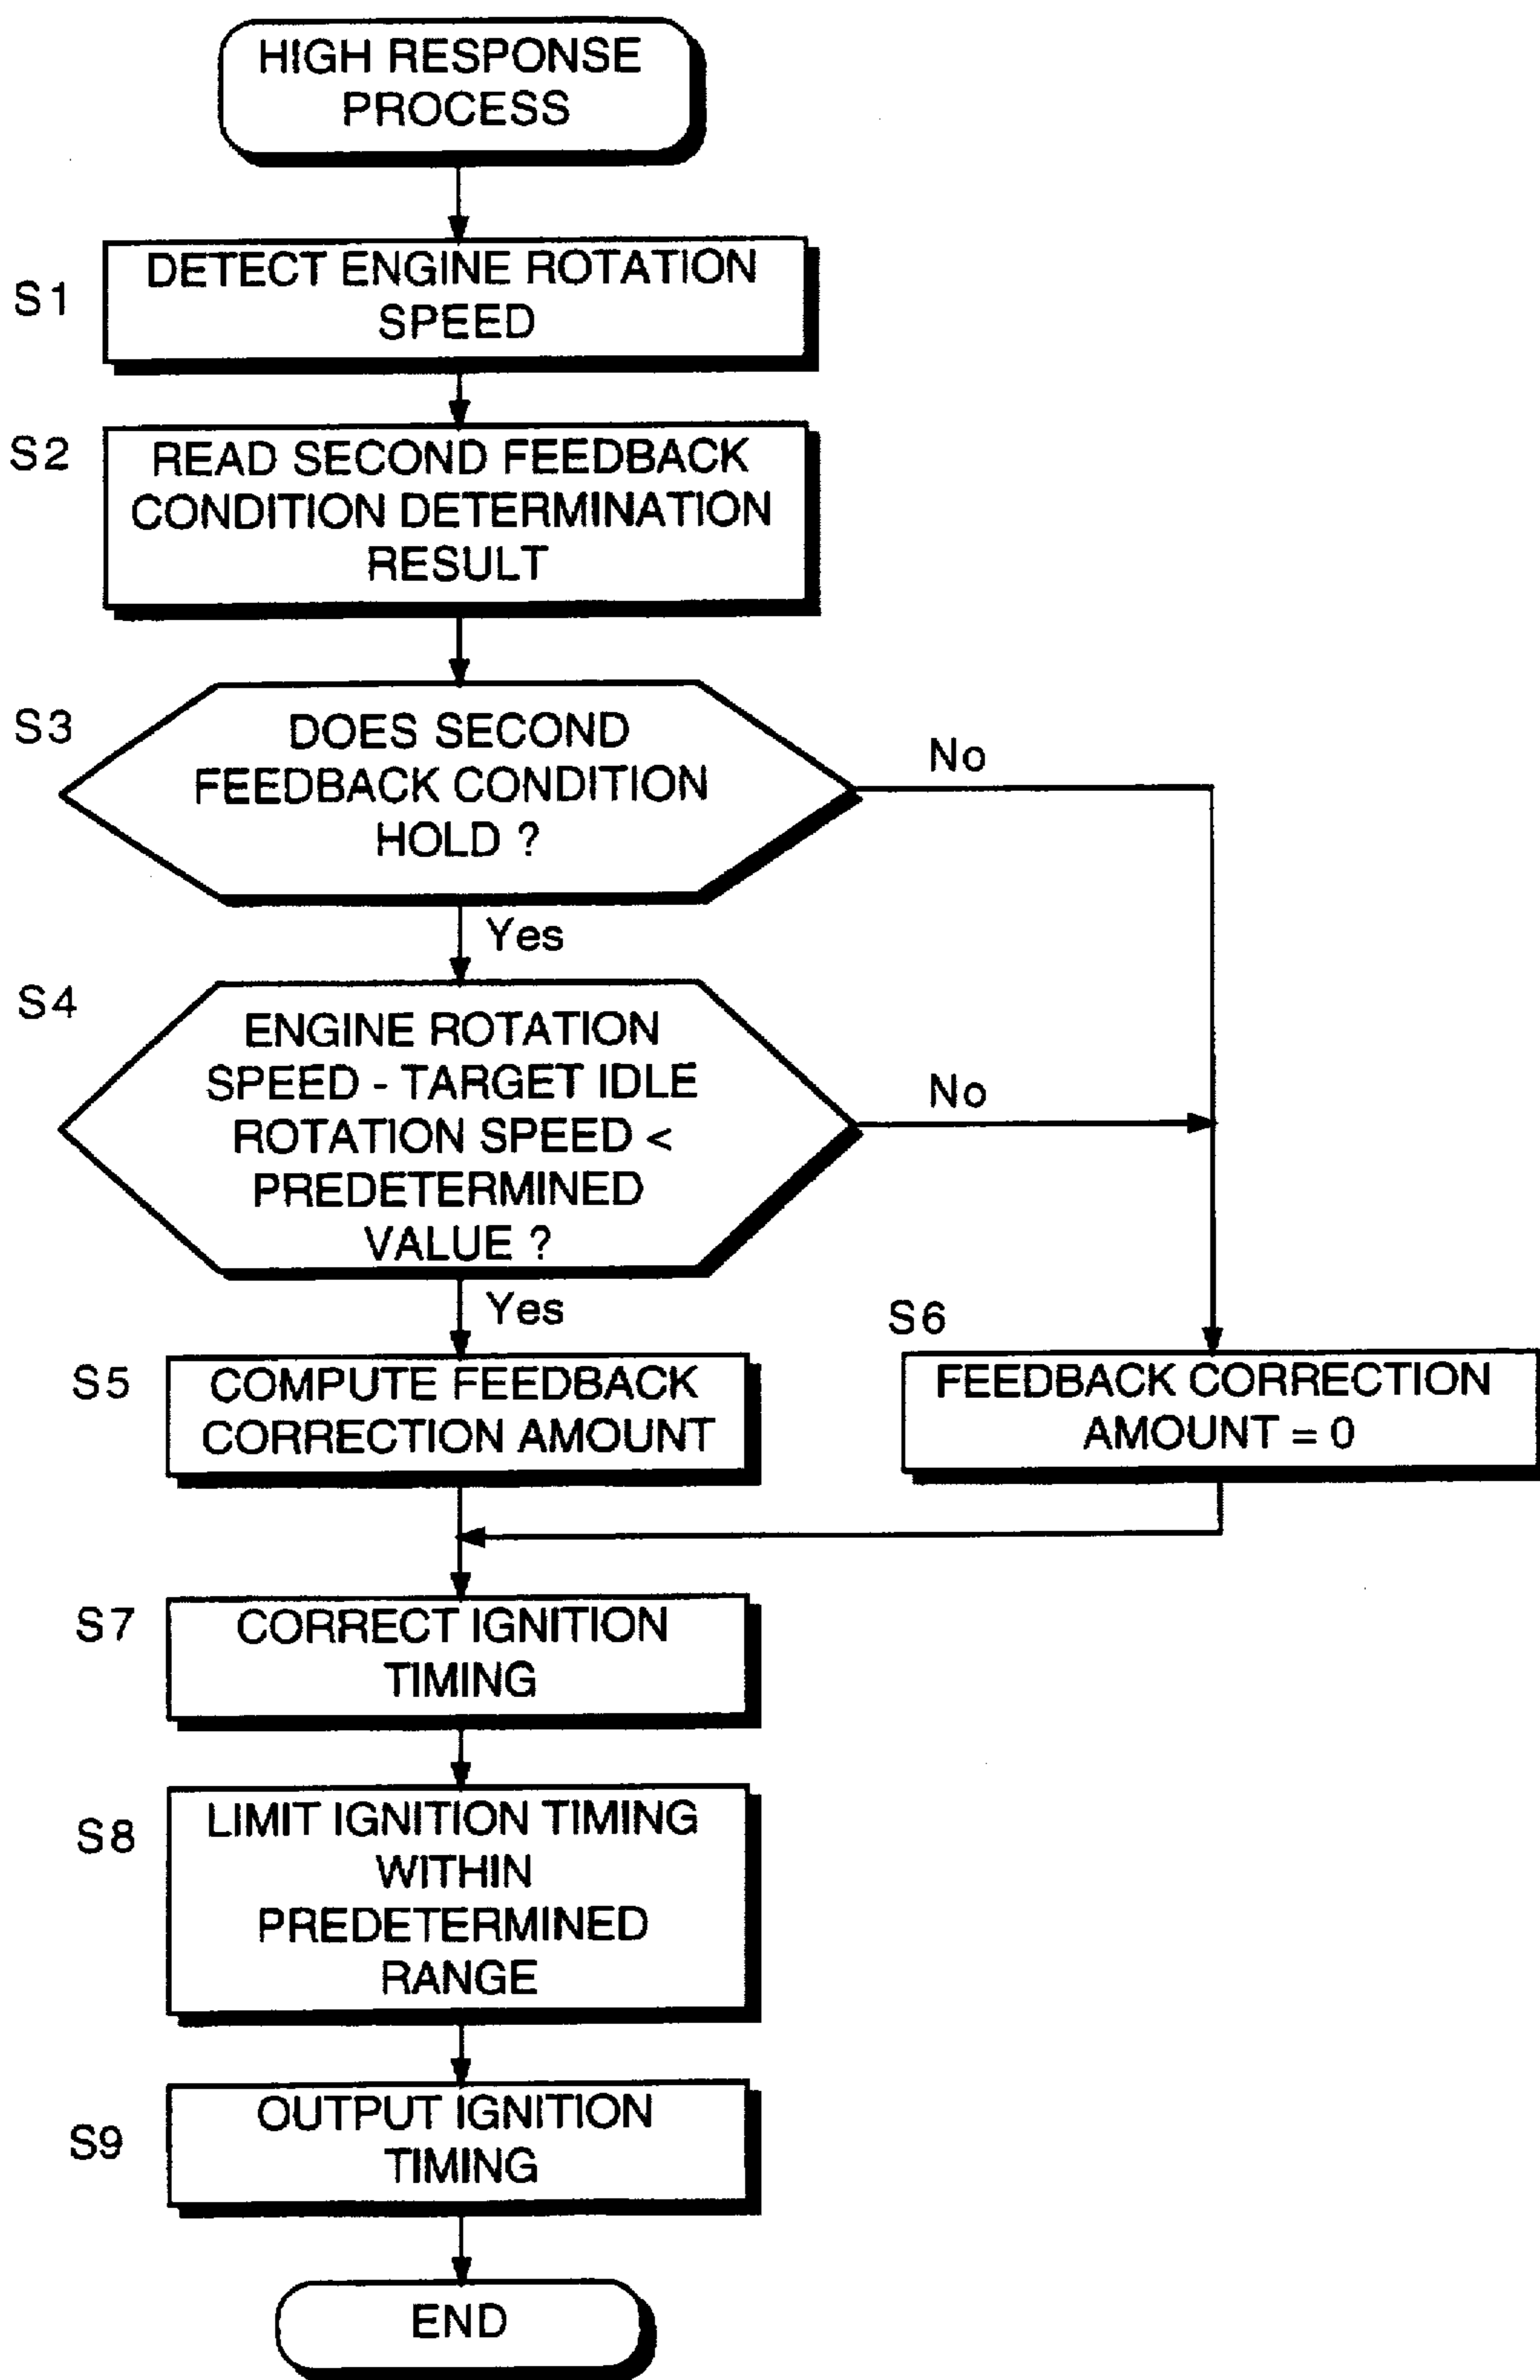 HIGH RESPONSE
PROCESS
S1
DETECT ENGINE ROTATION
SPEED
S2
READ SECOND FEEDBACK
CONDITION DETERMINATION
RESULT
S3
DOES SECOND
FEEDBACK CONDITION
HOLD ?
No
Yes
S4
ENGINE ROTATION
SPEED - TARGET IDLE
ROTATION SPEED <
PREDETERMINED
VALUE ?
No
Yes
S5
COMPUTE FEEDBACK
CORRECTION AMOUNT
S6
FEEDBACK CORRECTION
AMOUNT = 0
S7
CORRECT IGNITION
TIMING
S8
LIMIT IGNITION TIMING
WITHIN
PREDETERMINED
RANGE
S9
OUTPUT IGNITION
TIMING
END